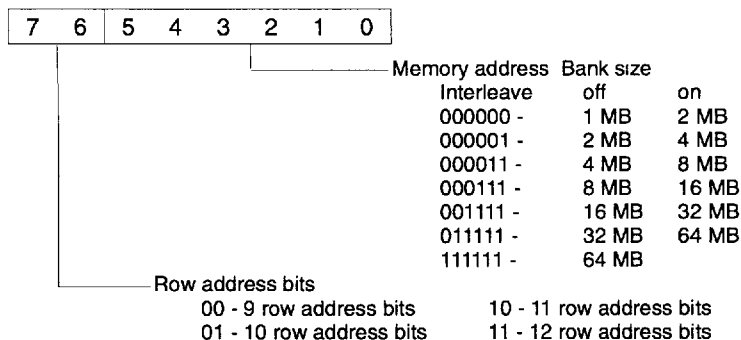 7 6 5 4 3 2 1 0
Memory address Bank size
Interleave off on
000000 - 1 MB 2 MB
000001 - 2 MB 4 MB
000011 - 4 MB 8 MB
000111 - 8 MB 16 MB
001111 - 16 MB 32 MB
011111 - 32 MB 64 MB
111111 - 64 MB
Row address bits
00 - 9 row address bits 10 - 11 row address bits
01 - 10 row address bits 11 - 12 row address bits